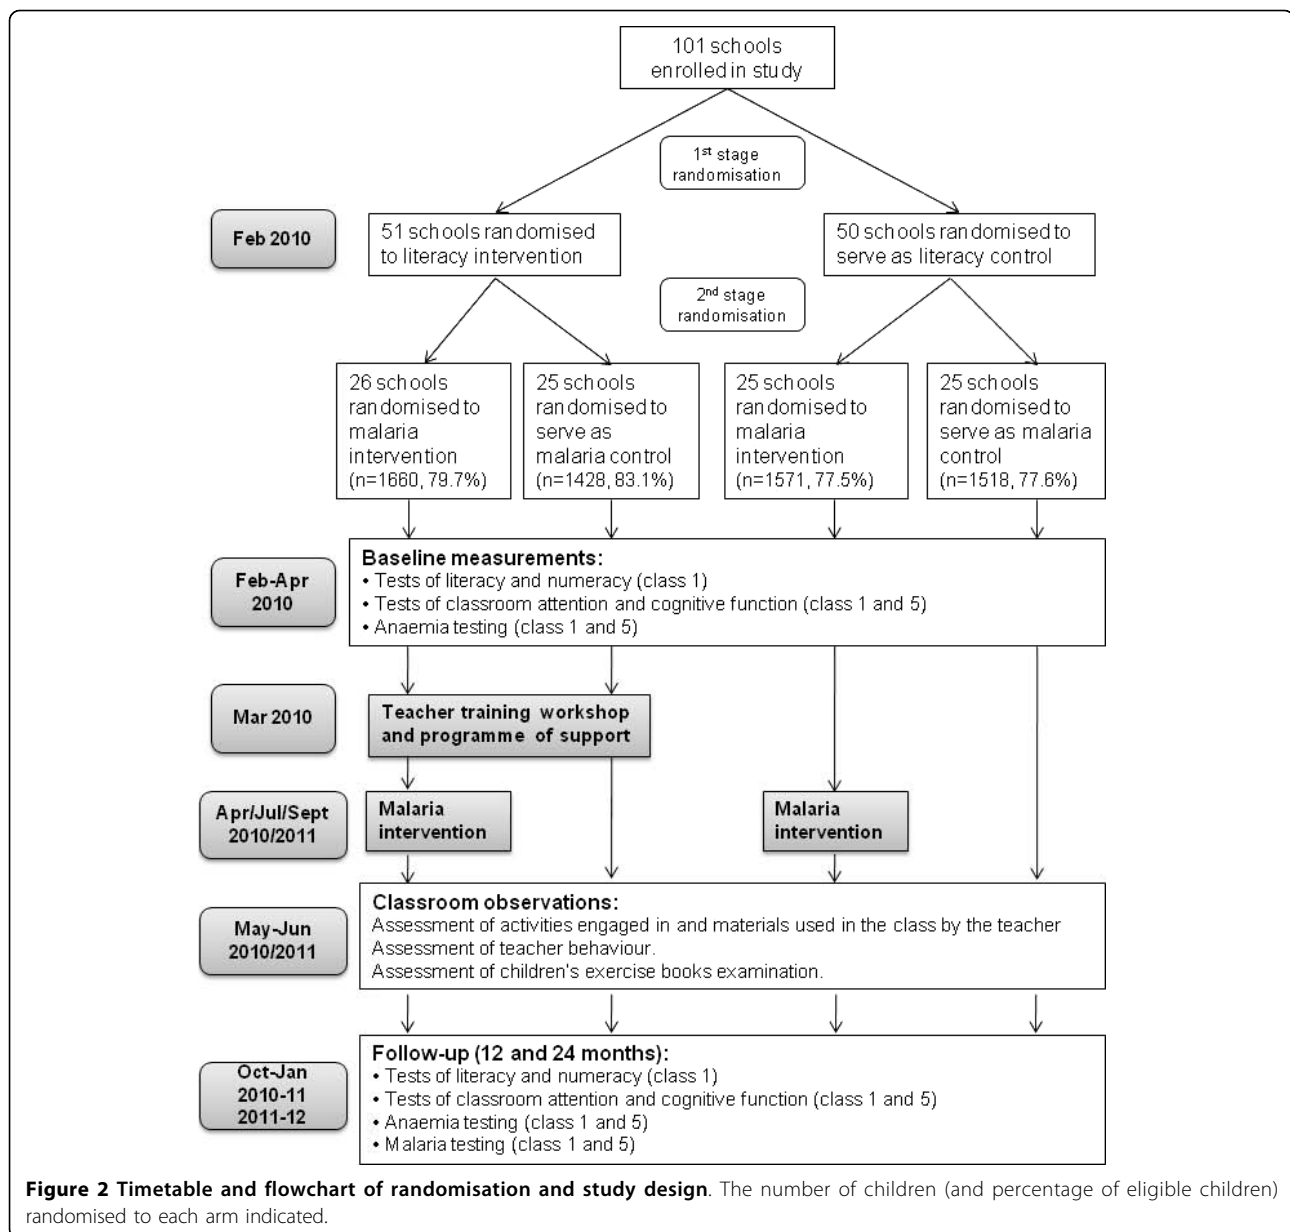 101 schools
enrolled in study
1st stage
randomisation
Feb 2010
51 schools randomised
to literacy intervention
50 schools randomised to
serve as literacy control
2nd stage
randomisation
26 schools
randomised to
malaria
intervention
(n=1660, 79.7%)
25 schools
randomised to
serve as
malaria control
(n=1428, 83.1%)
25 schools
randomised to
malaria
intervention
(n=1571, 77.5%)
25 schools
randomised to
serve as malaria
control
(n=1518, 77.6%)
Feb-Apr
2010
Baseline measurements:
• Tests of literacy and numeracy (class 1)
• Tests of classroom attention and cognitive function (class 1 and 5)
• Anaemia testing (class 1 and 5)
Mar 2010
Teacher training workshop
and programme of support
Apr/Jul/Sept
2010/2011
Malaria
intervention
Malaria
intervention
May-Jun
2010/2011
Classroom observations:
Assessment of activities engaged in and materials used in the class by the teacher
Assessment of teacher behaviour.
Assessment of children's exercise books examination.
Oct-Jan
2010-11
2011-12
Follow-up (12 and 24 months):
• Tests of literacy and numeracy (class 1)
• Tests of classroom attention and cognitive function (class 1 and 5)
• Anaemia testing (class 1 and 5)
• Malaria testing (class 1 and 5)
Figure 2 Timetable and flowchart of randomisation and study design. The number of children (and percentage of eligible children)
randomised to each arm indicated.